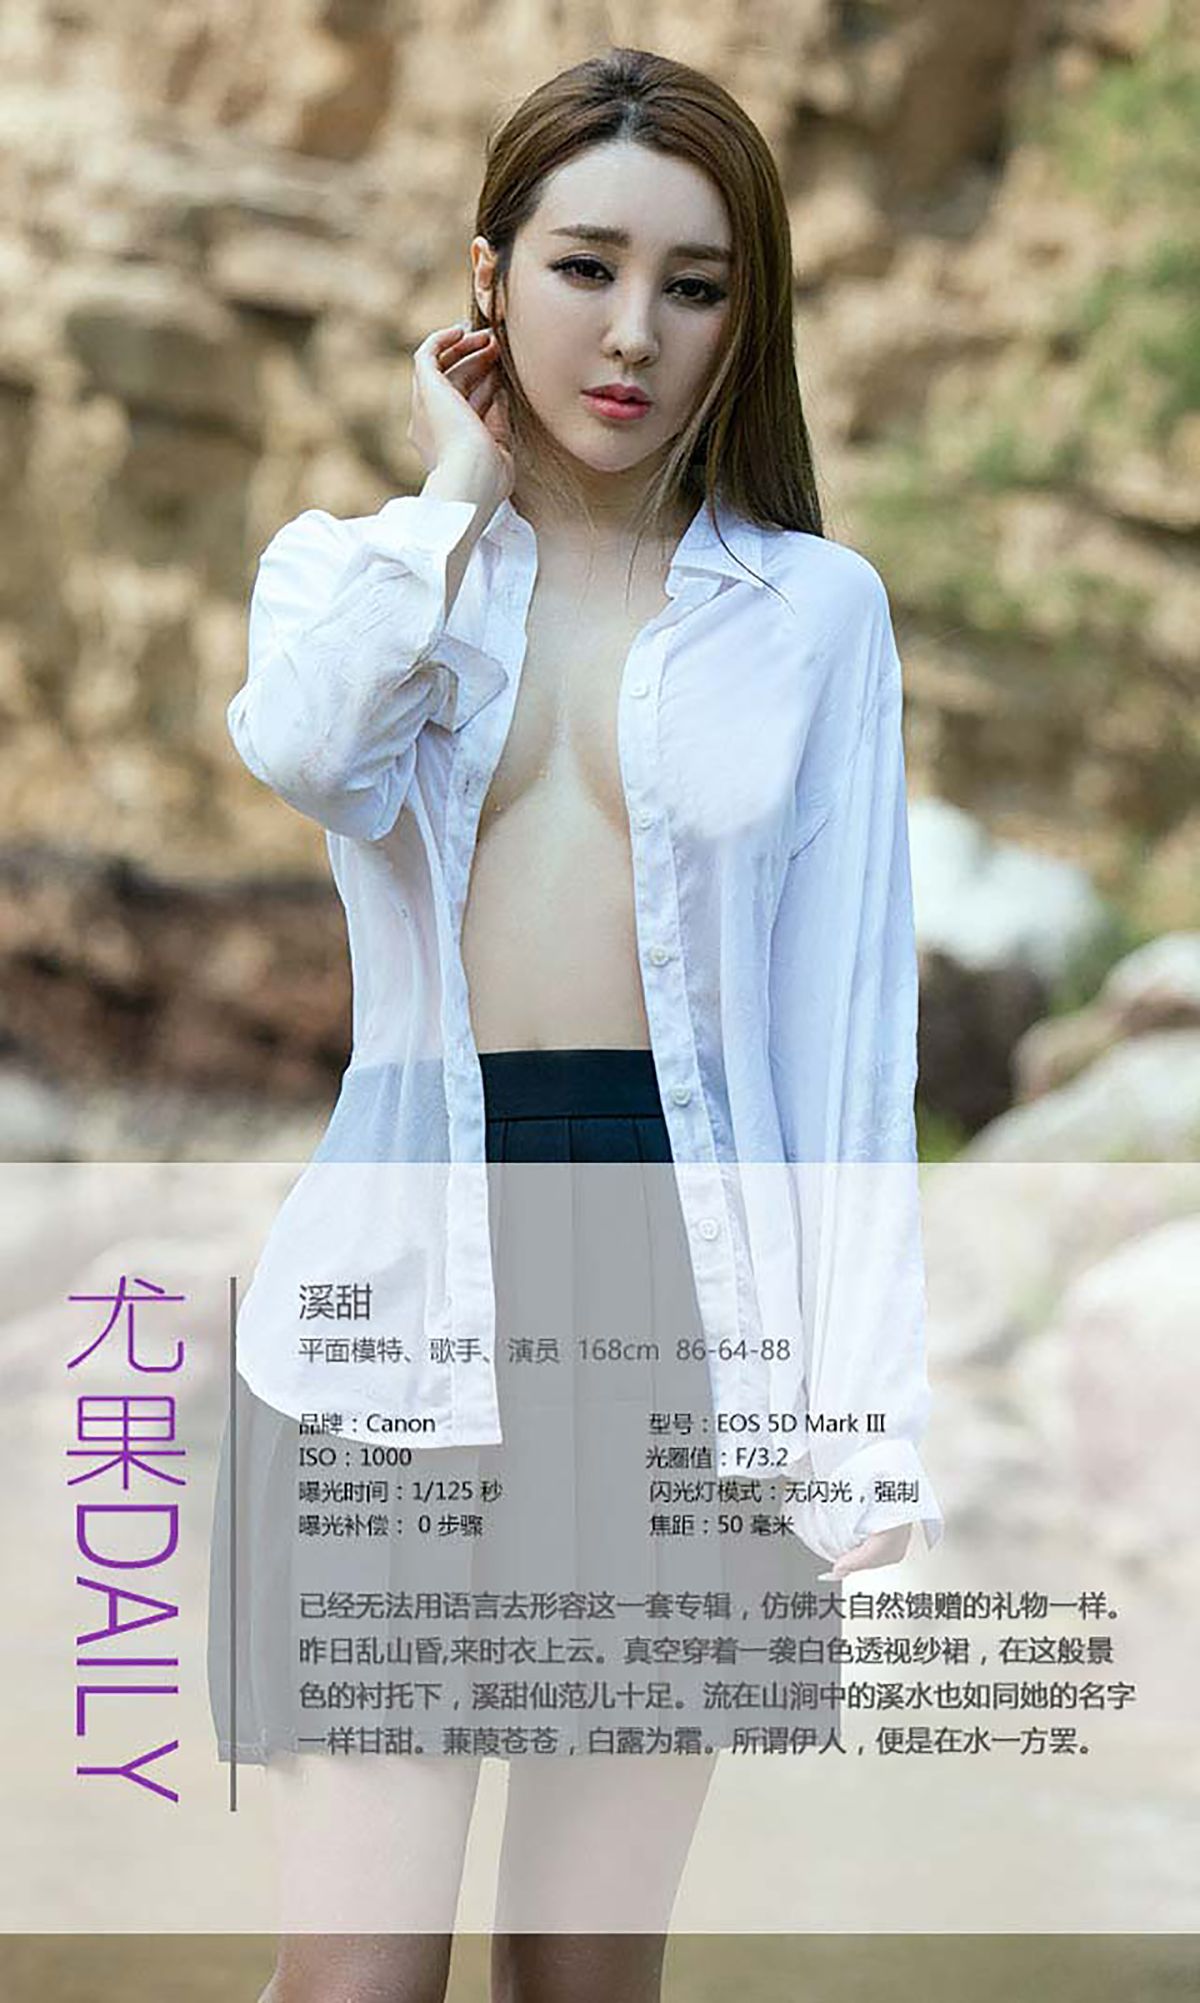 尤果DAILY
溪甜
平面模特、歌手、演员 168cm 86-64-88
品牌：Canon 型号：EOS 5D Mark III
ISO：1000 光圈值：F/3.2
曝光时间：1/125 秒 闪光灯模式：无闪光，强制
曝光补偿： 0 步骤 焦距：50 毫米
已经无法用语言去形容这一套专辑，仿佛大自然馈赠的礼物一样。
昨日乱山昏,来时衣上云。真空穿着一袭白色透视纱裙，在这般景
色的衬托下，溪甜仙范儿十足。流在山涧中的溪水也如同她的名字
一样甘甜。蒹葭苍苍，白露为霜。所谓伊人，便是在水一方罢。